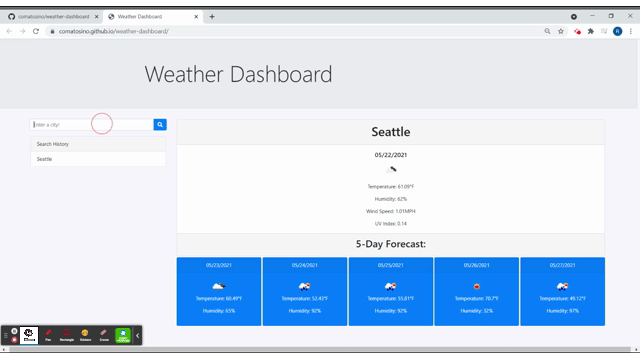 comatosino/weather-dashboard
Weather Dashboard
comatosino.github.io/weather-dashboard/
R
Weather Dashboard
Enter a city!
Search History
Seattle
Seattle
05/22/2021
Temperature: 61.09°F
Humidity: 62%
Wind Speed: 1.01MPH
UV Index: 0.14
5-Day Forecast:
05/23/2021
Temperature: 60.49°F
Humidity: 65%
05/24/2021
Temperature: 52.43°F
Humidity: 92%
05/25/2021
Temperature: 55.81°F
Humidity: 92%
05/26/2021
Temperature: 70.7°F
Humidity: 32%
05/27/2021
Temperature: 49.12°F
Humidity: 97%
Pen
Rectangle
Stickers
Eraser